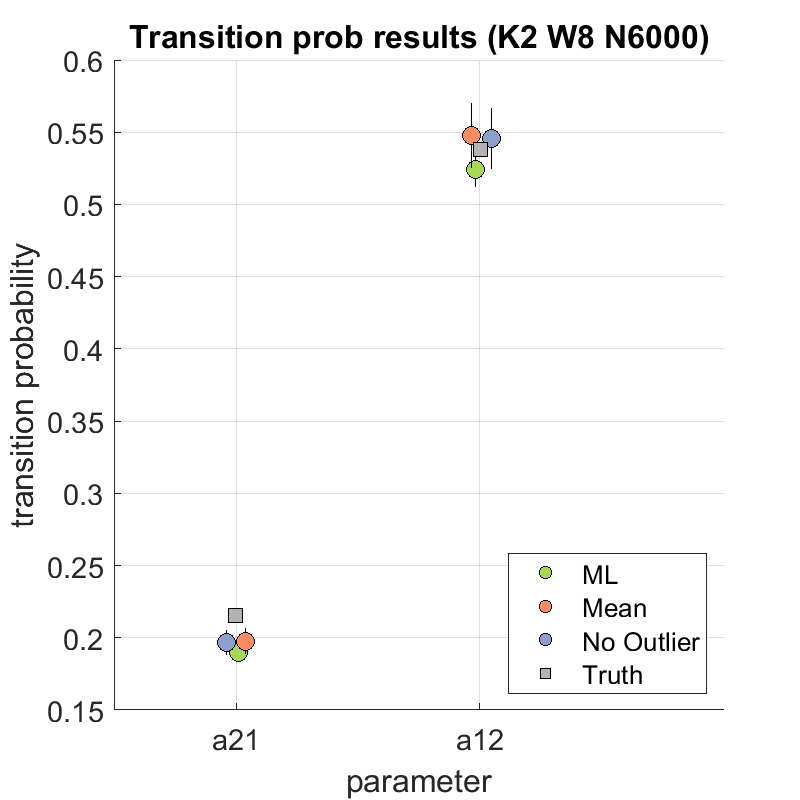 Transition prob results (K2 W8 N6000)
0.6
0.55
0.5
0.45
0.4
0.35
0.3
0.25
0.2
0.15
transition probability
a21
a12
parameter
ML
Mean
No Outlier
Truth